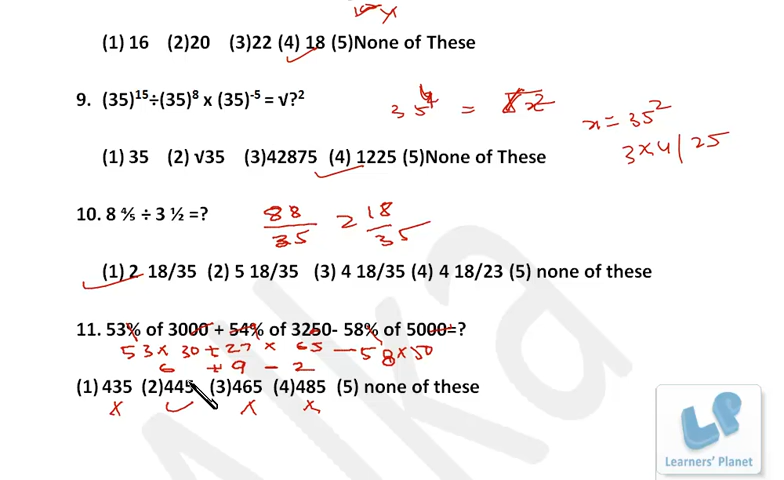 (1) 16 (2)20 (3)22 (4) 18 (5)None of These
9. (35)¹⁵÷(35)⁸ x (35)⁻⁵ = √?²
35⁴ = √x² x = 35²
3 x 4 | 25
(1) 35 (2) √35 (3)42875 (4) 1225 (5)None of These
10. 8 ⅘ ÷ 3 ½ =?
88/35 2 18/35
(1) 2 18/35 (2) 5 18/35 (3) 4 18/35 (4) 4 18/23 (5) none of these
11. 53% of 3000 + 54% of 3250- 58% of 5000=?
53 x 30 + 27 x 65 - 58 x 50
6 + 9 - 2
(1) 435 (2)445 (3)465 (4)485 (5) none of these
x x x
Alka
LP
Learners' Planet